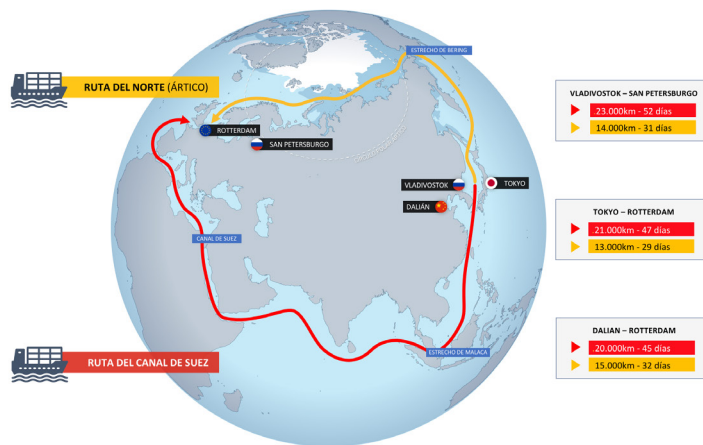 ESTRECHO DE BERING
RUTA DEL NORTE (ÁRTICO)
ROTTERDAM
SAN PETERSBURGO
VLADIVOSTOK
TOKYO
DALIÁN
CANAL DE SUEZ
ESTRECHO DE MALACA
RUTA DEL CANAL DE SUEZ
VLADIVOSTOK – SAN PETERSBURGO
23.000km - 52 días
14.000km - 31 días
TOKYO – ROTTERDAM
21.000km - 47 días
13.000km - 29 días
DALIAN – ROTTERDAM
20.000km - 45 días
15.000km - 32 días